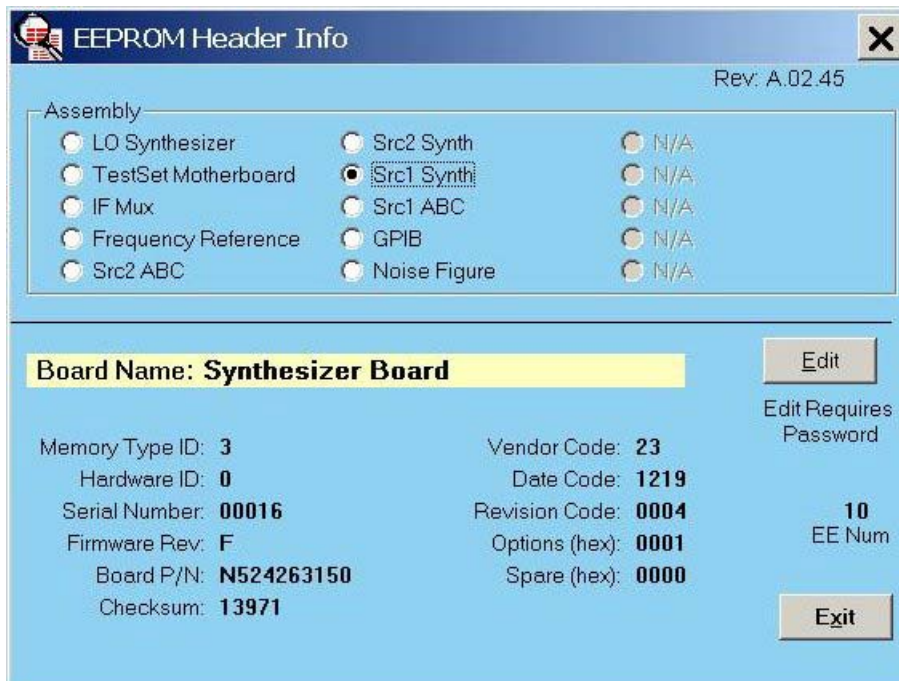 EEPROM Header Info
Rev: A.02.45
Assembly
LO Synthesizer
TestSet Motherboard
IF Mux
Frequency Reference
Src2 ABC
Src2 Synth
Src1 Synth
Src1 ABC
GPIB
Noise Figure
N/A
N/A
N/A
N/A
N/A
Board Name: Synthesizer Board
Edit
Edit Requires
Password
Memory Type ID: 3
Hardware ID: 0
Serial Number: 00016
Firmware Rev: F
Board P/N: N524263150
Checksum: 13971
Vendor Code: 23
Date Code: 1219
Revision Code: 0004
Options (hex): 0001
Spare (hex): 0000
10
EE Num
Exit